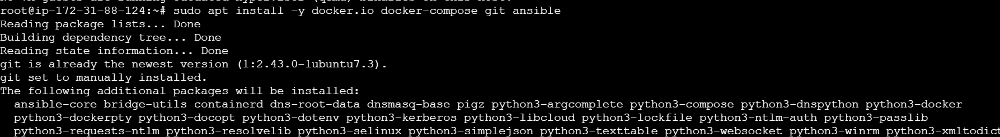 root@ip-172-31-88-124:~# sudo apt install -y docker.io docker-compose git ansible
Reading package lists... Done
Building dependency tree... Done
Reading state information... Done
git is already the newest version (1:2.43.0-1ubuntu7.3).
git set to manually installed.
The following additional packages will be installed:
ansible-core bridge-utils containerd dns-root-data dnsmasq-base pigz python3-argcomplete python3-compose python3-dnspython python3-docker
python3-dockerpty python3-docopt python3-dotenv python3-kerberos python3-libcloud python3-lockfile python3-ntlm-auth python3-passlib
python3-requests-ntlm python3-resolvelib python3-selinux python3-simplejson python3-texttable python3-websocket python3-winrm python3-xmltodict